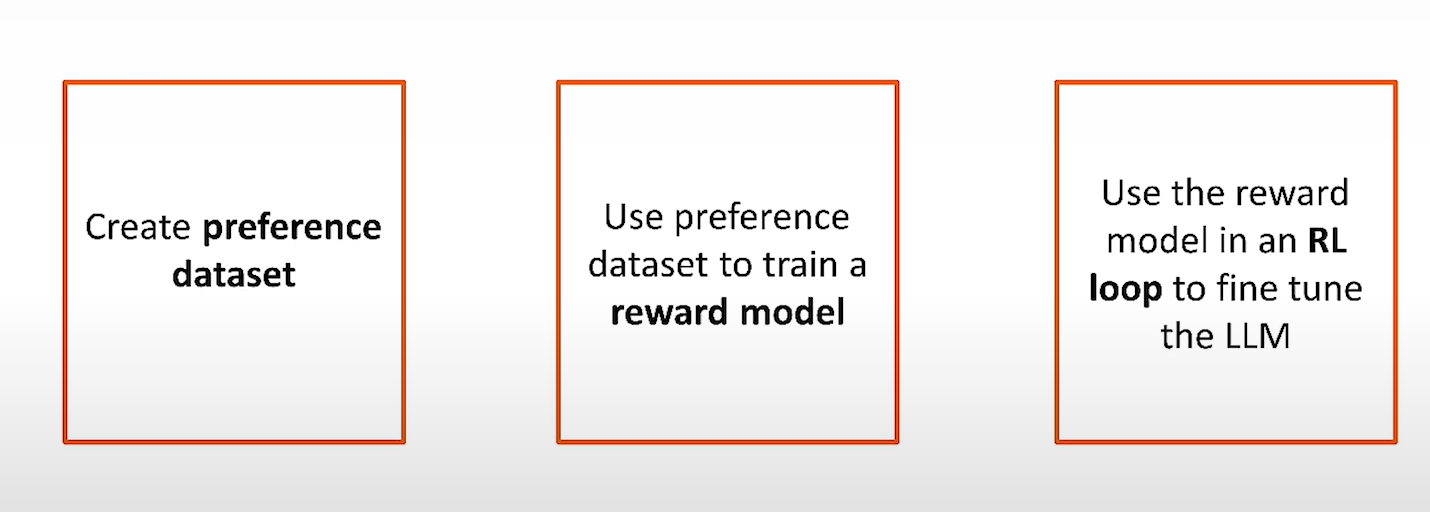 Create preference
dataset
Use preference
dataset to train a
reward model
Use the reward
model in an RL
loop to fine tune
the LLM